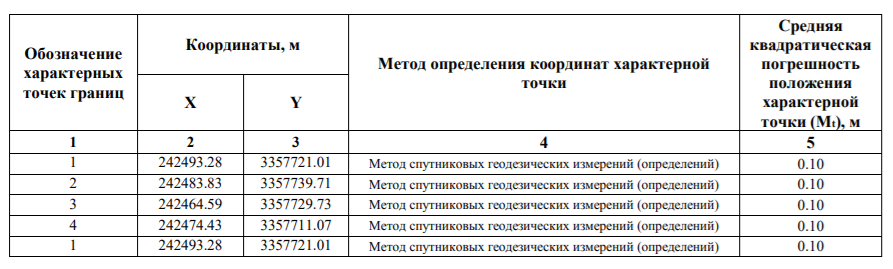 Обозначение
характерных
точек границ
Координаты, м
X
Y
Метод определения координат характерной
точки
Средняя
квадратическая
погрешность
положения
характерной
точки (Mt), м
1 2 3 4 5
1 242493.28 3357721.01 Метод спутниковых геодезических измерений (определений) 0.10
2 242483.83 3357739.71 Метод спутниковых геодезических измерений (определений) 0.10
3 242464.59 3357729.73 Метод спутниковых геодезических измерений (определений) 0.10
4 242474.43 3357711.07 Метод спутниковых геодезических измерений (определений) 0.10
1 242493.28 3357721.01 Метод спутниковых геодезических измерений (определений) 0.10